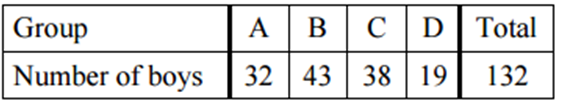 Group A B C D Total
Number of boys 32 43 38 19 132